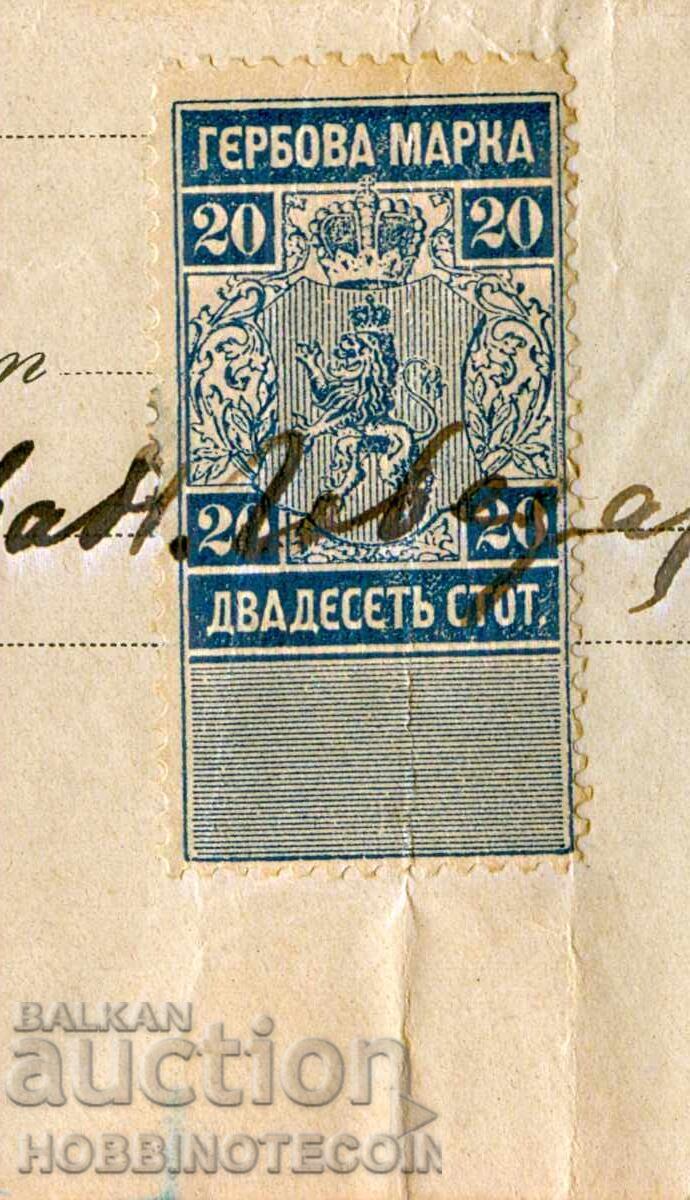 ГЕРБОВА МАРКА
20 20
20 20
ДВАДЕСЕТЬ СТОТ.
BALKAN
auction
HOBBINOTECOIN